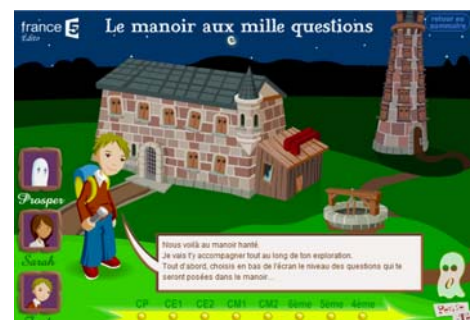 france 5
Edito
Le manoir aux mille questions
retour au
sommaire
Prosper
Sarah
Nous voilà au manoir hanté.
Je vais t'y accompagner tout au long de ton exploration.
Tout d'abord, choisis en bas de l'écran le niveau des questions qui te
seront posées dans le manoir...
CP CE1 CE2 CM1 CM2 6ème 5ème 4ème